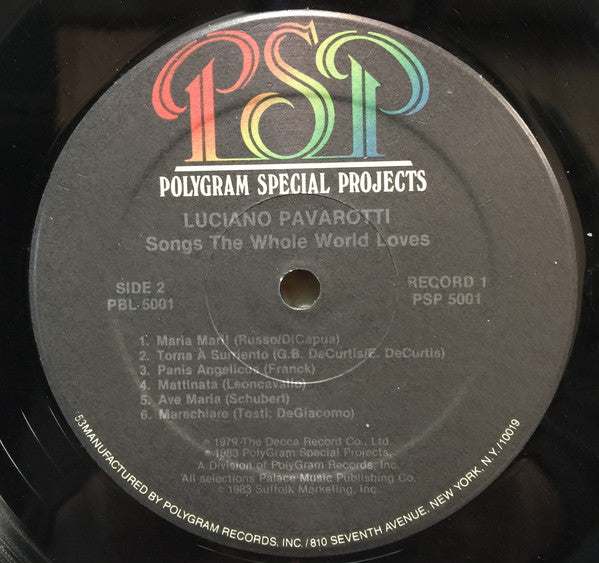 PSP
POLYGRAM SPECIAL PROJECTS
LUCIANO PAVAROTTI
Songs The Whole World Loves
SIDE 2
PBL 5001
RECORD 1
PSP 5001
1. Maria Mari! (Russo/DiCapua)
2. Torna À Surriento (G.B. DeCurtis/E. DeCurtis)
3. Panis Angelicus (Franck)
4. Mattinata (Leoncavallo)
5. Ave Maria (Schubert)
6. Marechiare (Tosti; DeGiacomo)
℗ 1979 The Decca Record Co., Ltd.
℗ 1983 PolyGram Special Projects,
A Division of PolyGram Records, Inc.
All selections Palace Music Publishing Co.
© 1983 Suffolk Marketing, Inc.
53MANUFACTURED BY POLYGRAM RECORDS, INC./810 SEVENTH AVENUE, NEW YORK, N.Y./10019